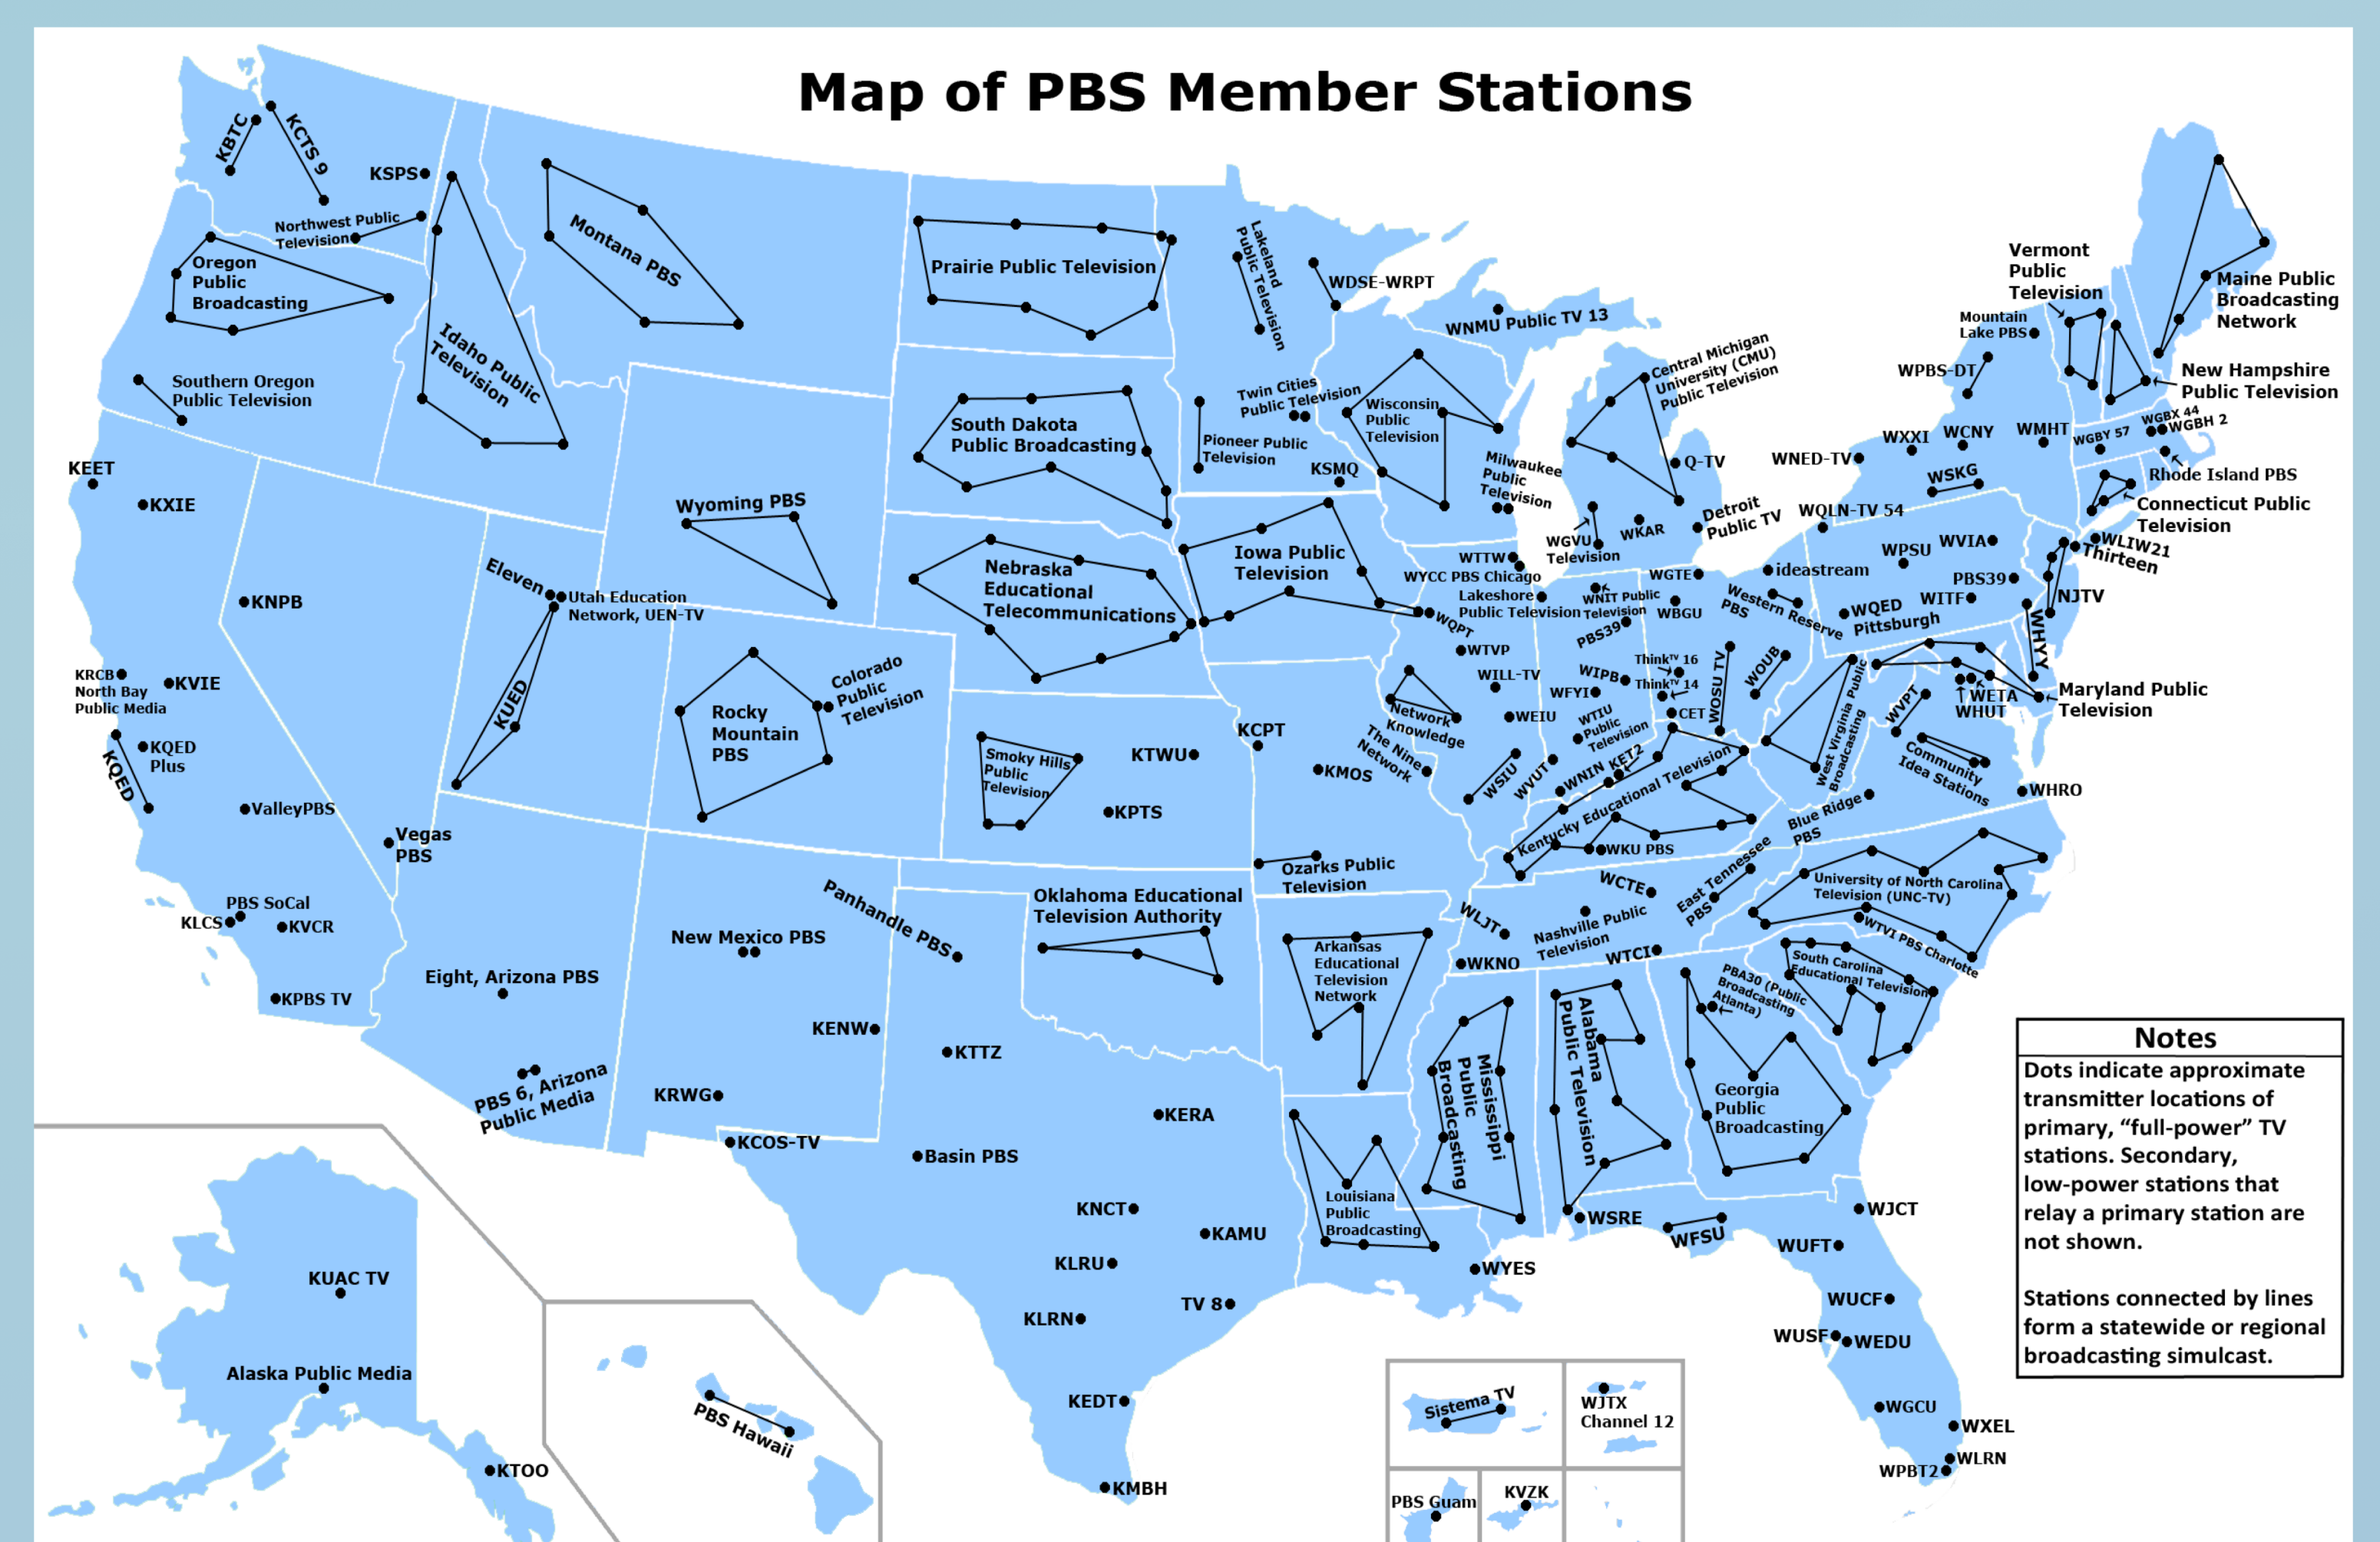 Map of PBS Member Stations
KBTC
KCTS 9
KSPS
Northwest Public
Television
Oregon
Public
Broadcasting
Southern Oregon
Public Television
Idaho Public
Television
Montana PBS
Wyoming PBS
KEET
KXIE
KNPB
KRCB
North Bay
Public Media
KVIE
KQED
Plus
KQED
ValleyPBS
Vegas
PBS
PBS SoCal
KLCS
KVCR
KPBS TV
Eleven
Utah Education
Network, UEN-TV
KUED
Rocky
Mountain
PBS
Colorado
Public
Television
Eight, Arizona PBS
PBS 6, Arizona
Public Media
New Mexico PBS
KENW
KRWG
KCOS-TV
Prairie Public Television
South Dakota
Public Broadcasting
Nebraska
Educational
Telecommunications
Smoky Hills
Public
Television
KTWU
KPTS
Panhandle PBS
Oklahoma Educational
Television Authority
KTTZ
KERA
Basin PBS
KNCT
KAMU
KLRU
KLRN
TV 8
KEDT
KMBH
Lakeland
Public Television
WDSE-WRPT
Twin Cities
Public Television
Pioneer Public
Television
KSMQ
Iowa Public
Television
KCPT
KMOS
Ozarks Public
Television
The Nine
Network
Arkansas
Educational
Television
Network
Louisiana
Public
Broadcasting
WYES
WNMU Public TV 13
Wisconsin
Public
Television
Milwaukee
Public
Television
WTTW
WYCC PBS Chicago
Lakeshore
Public Television
WQPT
WTVP
WILL-TV
WEIU
Network
Knowledge
WSIU
Central Michigan
University (CMU)
Public Television
Q-TV
WGVU
Television
WKAR
Detroit
Public TV
WNIT Public
Television
PBS39
WIPB
WFYI
WTIU
Public
Television
WVUT
WNIN
WGTE
WBGU
ideastream
Western Reserve
PBS
Think TV 16
Think TV 14
CET
WOSU TV
WOUB
KET2
Kentucky Educational Television
WKU PBS
WLJT
WKNO
WCTE
Nashville Public
Television
East Tennessee
PBS
WTCI
Mississippi
Public
Broadcasting
Alabama
Public Television
PBA30 (Public
Broadcasting
Atlanta)
Georgia
Public
Broadcasting
WSRE
WFSU
WJCT
WUFT
WUCF
WUSF
WEDU
WGCU
WXEL
WLRN
WPBT2
South Carolina
Educational Television
University of North Carolina
Television (UNC-TV)
WTVI PBS Charlotte
West Virginia Public
Broadcasting
WVPT
Community
Idea Stations
Blue Ridge
PBS
WHRO
WETA
WHUT
Maryland Public
Television
WHYY
WQED
Pittsburgh
WQLN-TV 54
WPSU
WVIA
PBS39
WITF
NJTV
Thirteen
WLIW21
WNED-TV
WXXI
WCNY
WSKG
WMHT
WPBS-DT
Mountain
Lake PBS
Vermont
Public
Television
Maine Public
Broadcasting
Network
New Hampshire
Public Television
WGBX 44
WGBH 2
WGBY 57
Rhode Island PBS
Connecticut Public
Television
KUAC TV
Alaska Public Media
KTOO
PBS Hawaii
Sistema TV
WJTX
Channel 12
PBS Guam
KVZK
Notes
Dots indicate approximate
transmitter locations of
primary, “full-power” TV
stations. Secondary,
low-power stations that
relay a primary station are
not shown.
Stations connected by lines
form a statewide or regional
broadcasting simulcast.